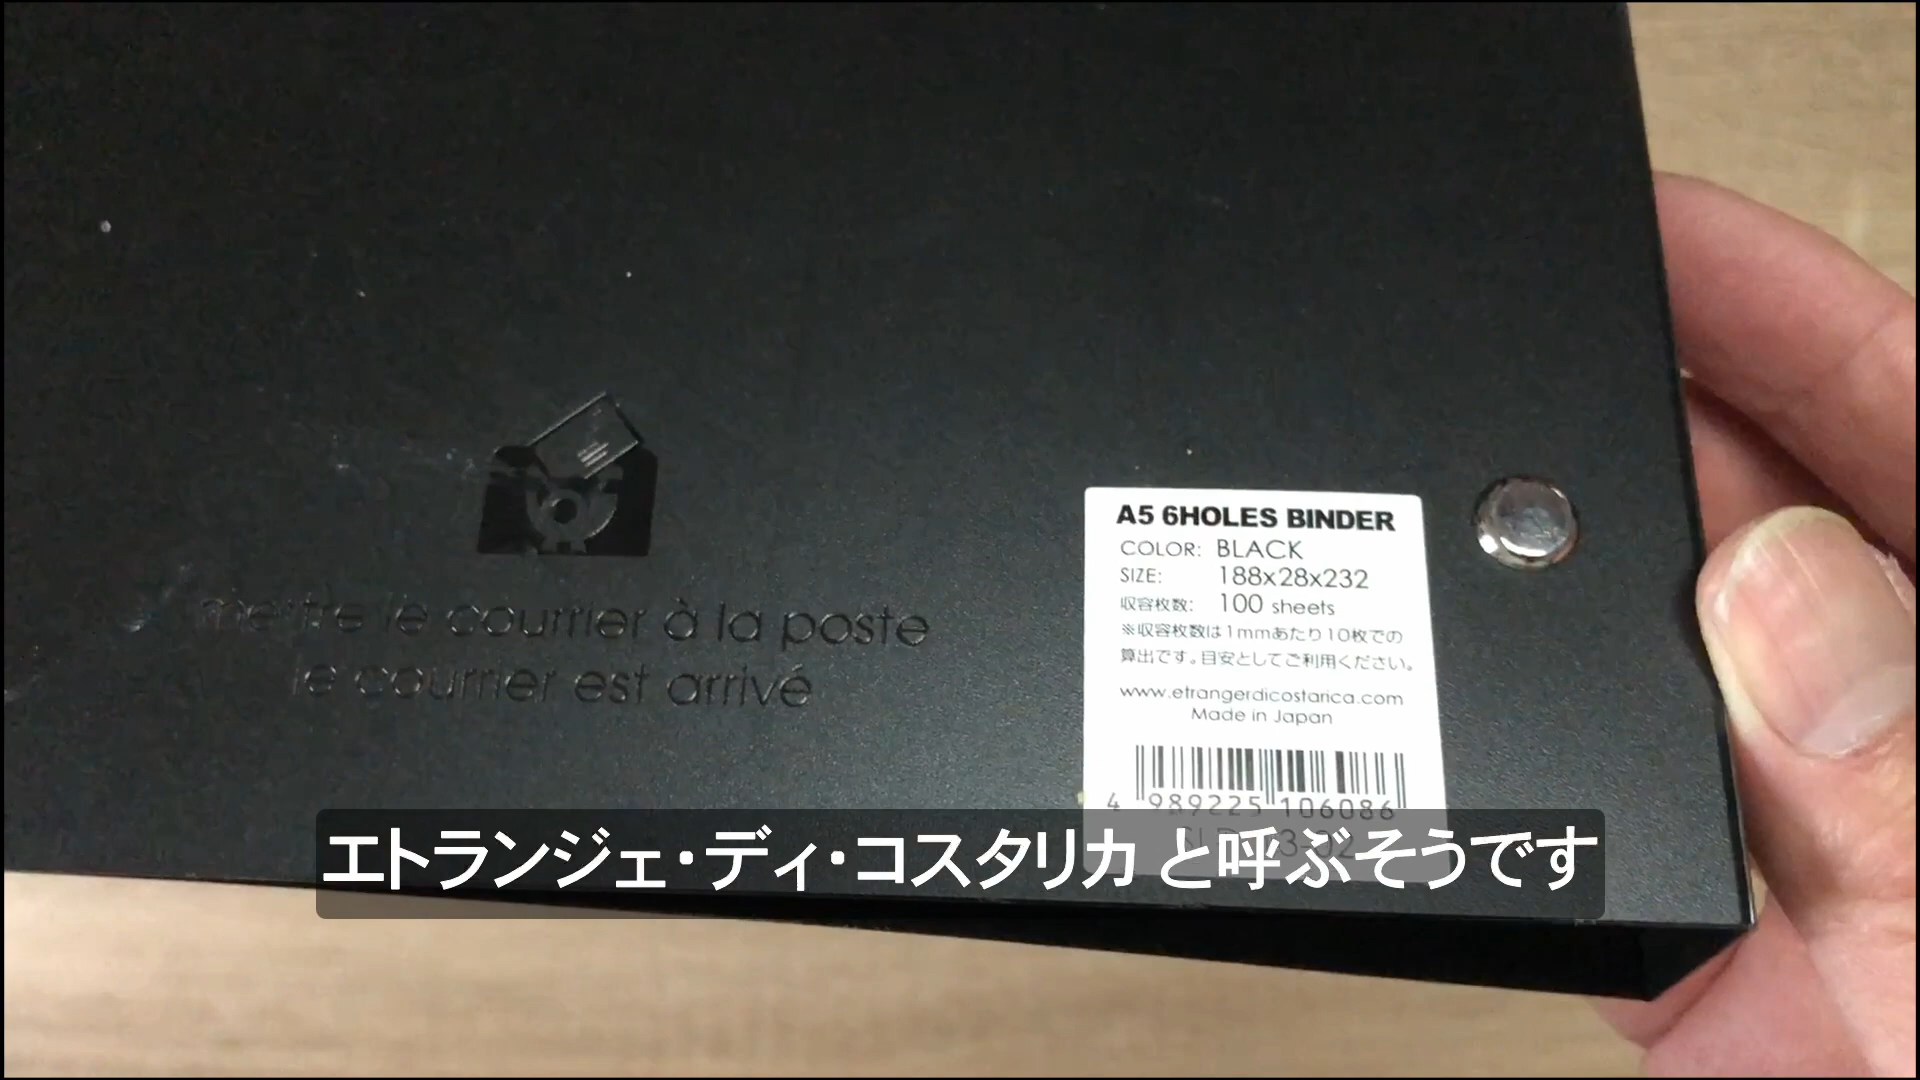 mettre le courrier à la poste
le courrier est arrivé
A5 6HOLES BINDER
COLOR: BLACK
SIZE: 188x28x232
収容枚数: 100 sheets
※収容枚数は1mmあたり10枚での
算出です。目安としてご利用ください。
www.etrangerdicostarica.com
Made in Japan
4 989225 106086
エトランジェ・ディ・コスタリカ と呼ぶそうです